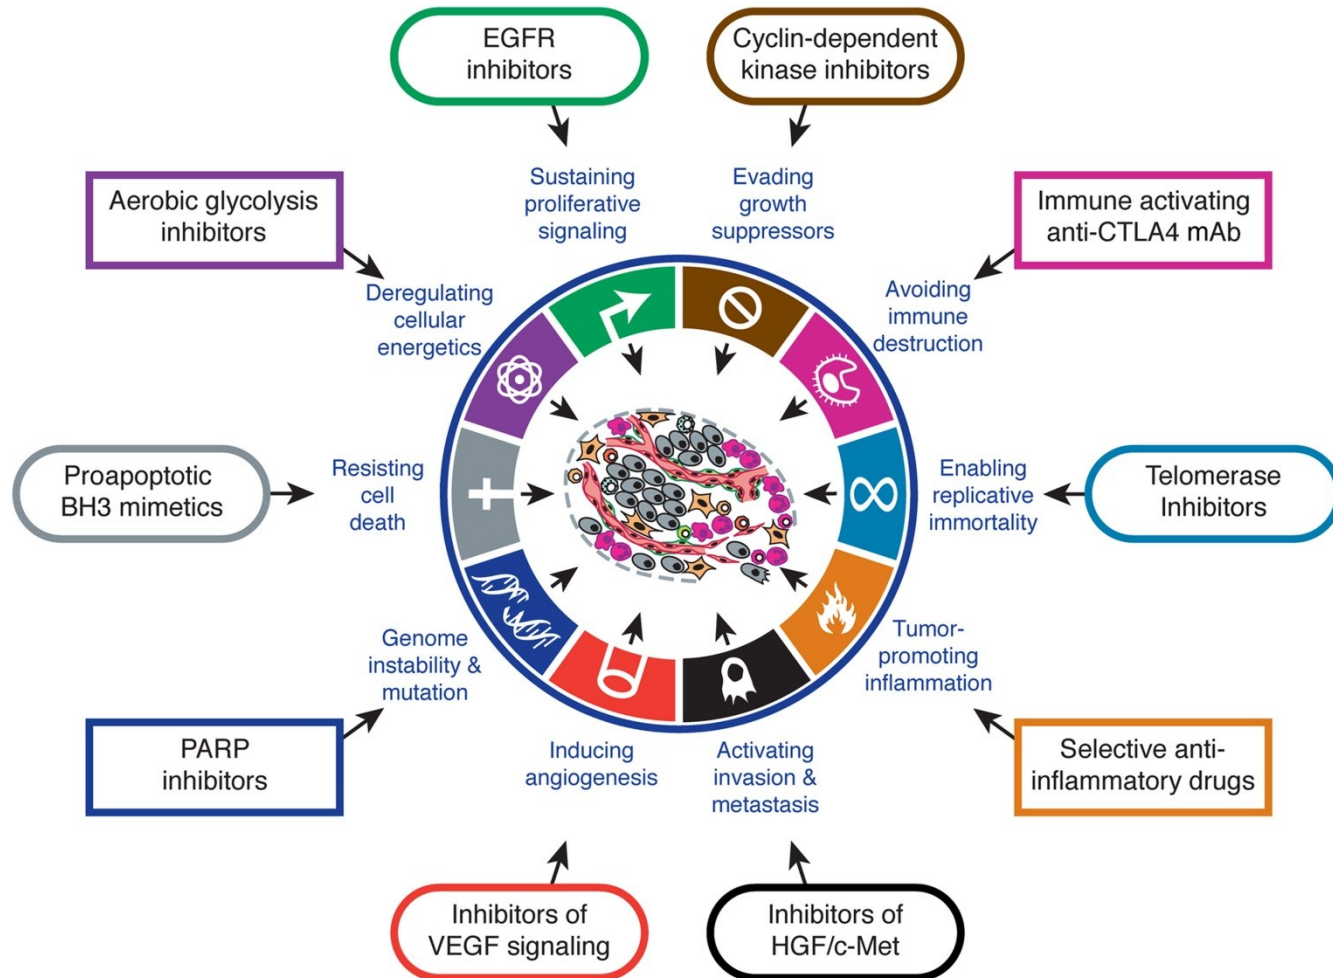 EGFR
inhibitors
Cyclin-dependent
kinase inhibitors
Sustaining
proliferative
signaling
Evading
growth
suppressors
Aerobic glycolysis
inhibitors
Immune activating
anti-CTLA4 mAb
Deregulating
cellular
energetics
Avoiding
immune
destruction
Proapoptotic
BH3 mimetics
Resisting
cell
death
Enabling
replicative
immortality
Telomerase
Inhibitors
Genome
instability &
mutation
Tumor-
promoting
inflammation
PARP
inhibitors
Inducing
angiogenesis
Activating
invasion &
metastasis
Selective anti-
inflammatory drugs
Inhibitors of
VEGF signaling
Inhibitors of
HGF/c-Met